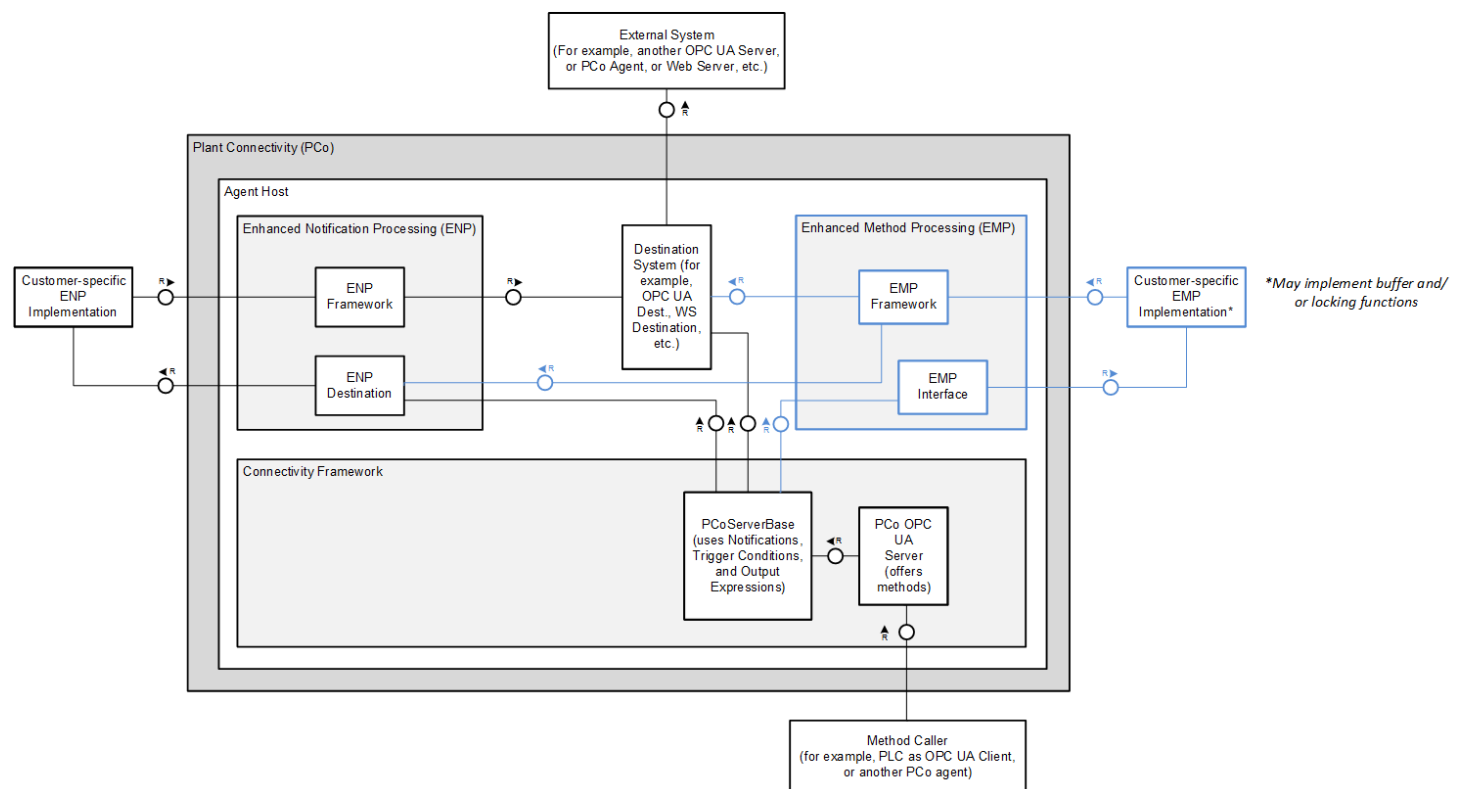 External System
(For example, another OPC UA Server,
or PCo Agent, or Web Server, etc.)
R
Plant Connectivity (PCo)
Agent Host
Enhanced Notification Processing (ENP)
Destination
System (for
example,
OPC UA
Dest., WS
Destination,
etc.)
Enhanced Method Processing (EMP)
Customer-specific
ENP
Implementation
R
ENP
Framework
R
R
EMP
Framework
R
Customer-specific
EMP
Implementation*
*May implement buffer and/
or locking functions
R
ENP
Destination
R
EMP
Interface
R
R
R
R
Connectivity Framework
PCoServerBase
(uses Notifications,
Trigger Conditions,
and Output
Expressions)
R
PCo OPC
UA
Server
(offers
methods)
R
Method Caller
(for example, PLC as OPC UA Client,
or another PCo agent)